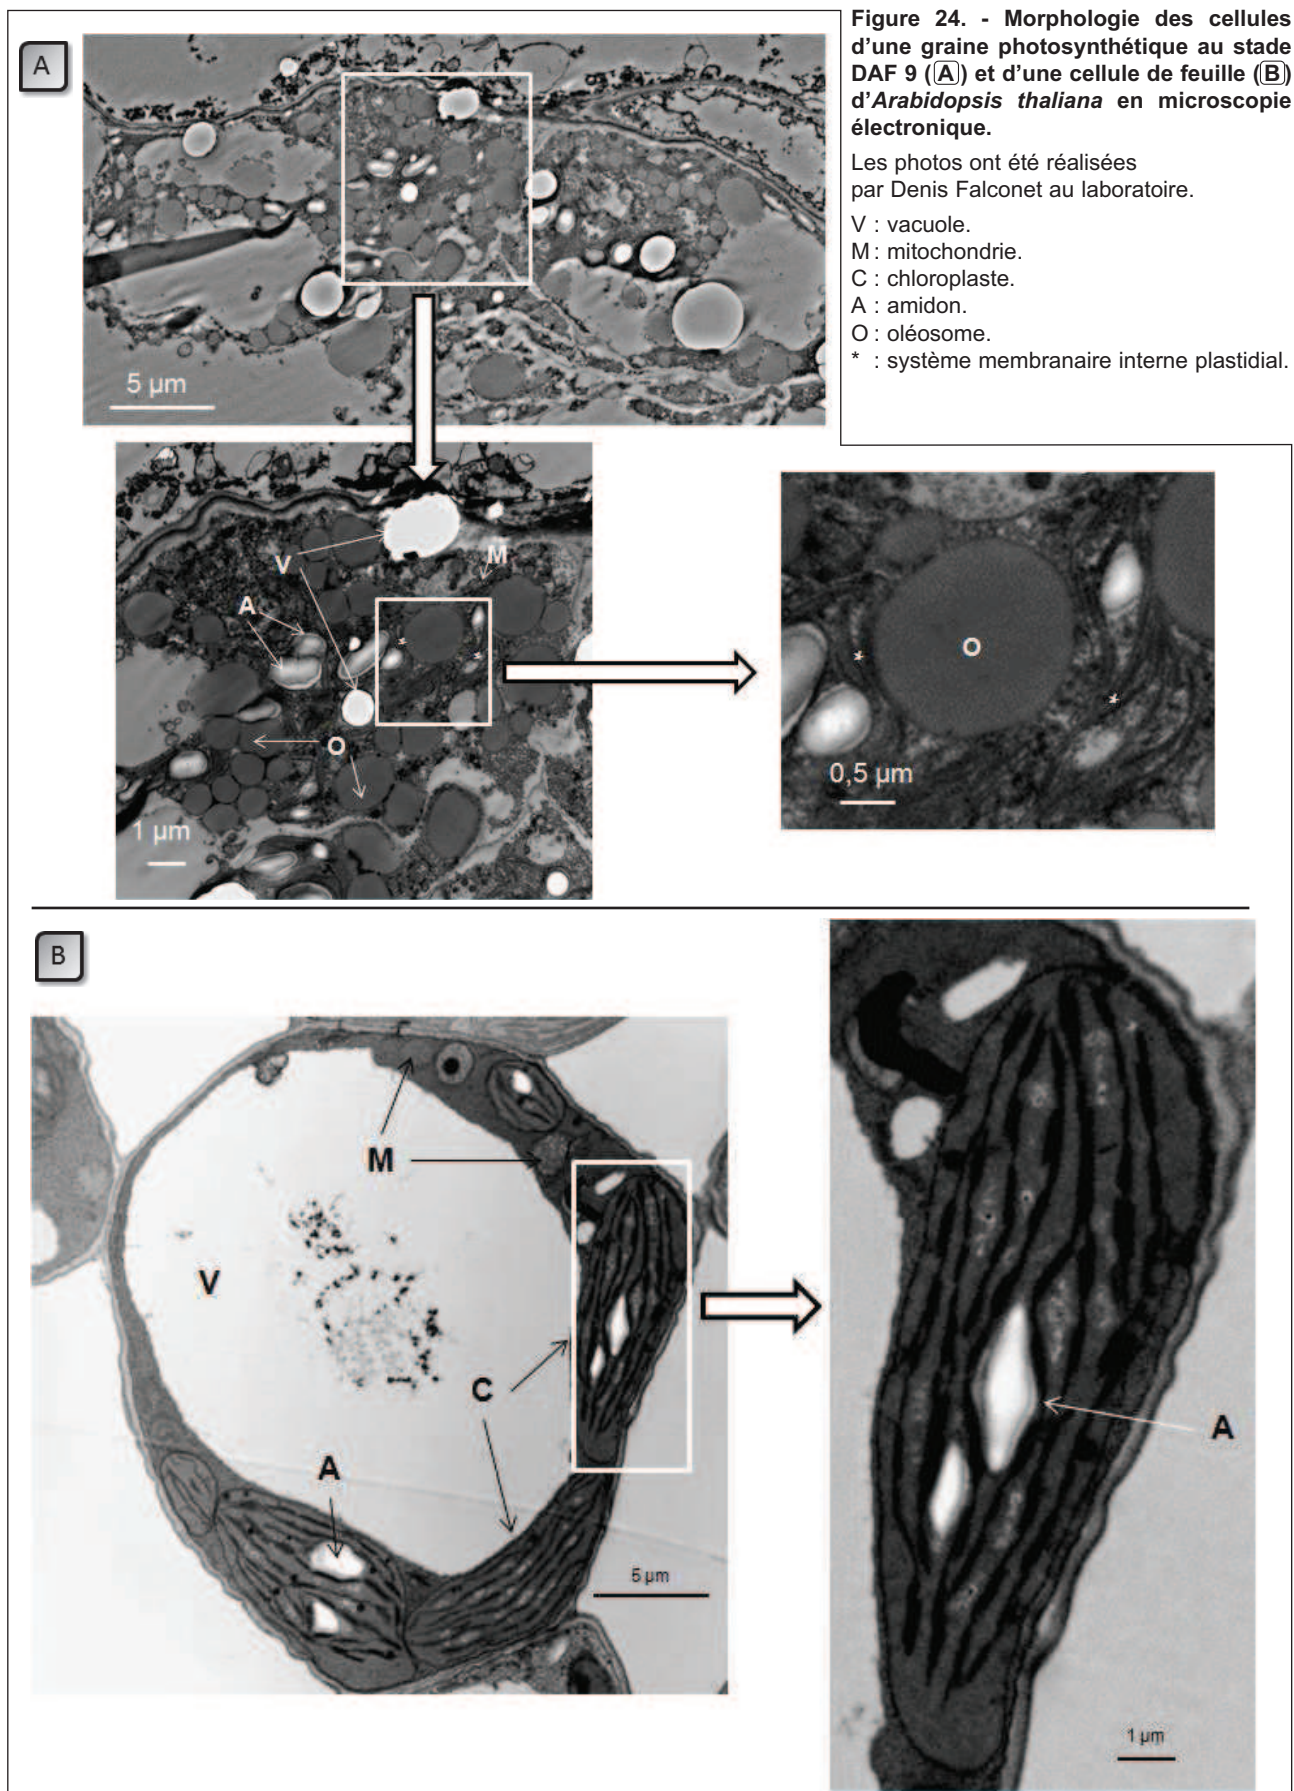 A
Figure 24. - Morphologie des cellules
d'une graine photosynthétique au stade
DAF 9 (A) et d'une cellule de feuille (B)
d'Arabidopsis thaliana en microscopie
électronique.
Les photos ont été réalisées
par Denis Falconet au laboratoire.
V : vacuole.
M : mitochondrie.
C : chloroplaste.
A : amidon.
O : oléosome.
* : système membranaire interne plastidial.
5 µm
V
M
A
*
*
O
1 µm
O
*
*
0,5 µm
B
M
V
C
A
5 µm
A
1 µm